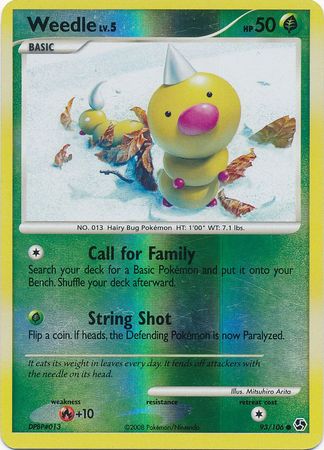 Weedle LV.5 HP 50
BASIC
NO. 013 Hairy Bug Pokémon HT: 1'00" WT: 7.1 lbs.
Call for Family
Search your deck for a Basic Pokémon and put it onto your
Bench. Shuffle your deck afterward.
String Shot
Flip a coin. If heads, the Defending Pokémon is now Paralyzed.
It eats its weight in leaves every day. It fends off attackers with
the needle on its head.
Illus. Mitsuhiro Arita
weakness resistance retreat cost
+10
DPBP#013 ©2008 Pokémon/Nintendo 93/106